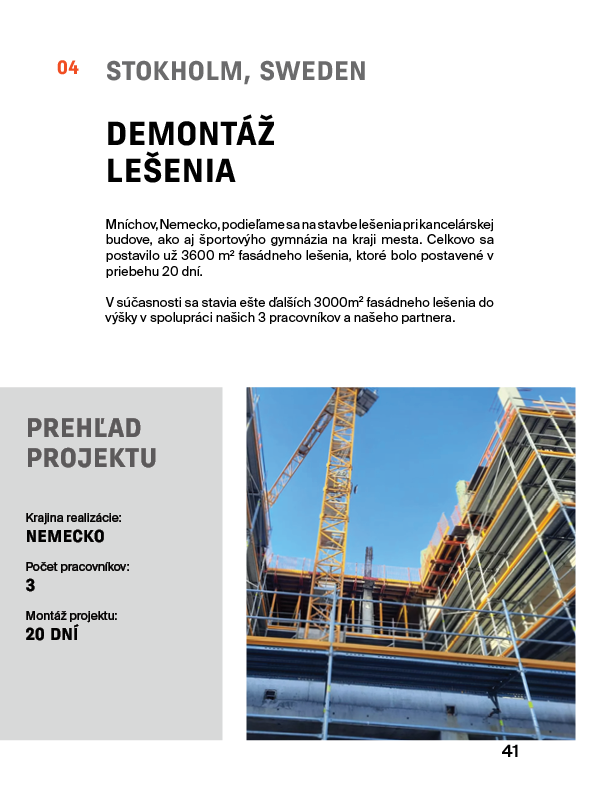 04
STOKHOLM, SWEDEN
DEMONTÁŽ
LEŠENIA
Mníchov, Nemecko, podieľame sa na stavbe lešenia pri kancelárskej
budove, ako aj športovýho gymnázia na kraji mesta. Celkovo sa
postavilo už 3600 m² fasádneho lešenia, ktoré bolo postavené v
priebehu 20 dní.
V súčasnosti sa stavia ešte ďalších 3000m² fasádneho lešenia do
výšky v spolupráci našich 3 pracovníkov a našeho partnera.
PREHĽAD
PROJEKTU
Krajina realizácie:
NEMECKO
Počet pracovníkov:
3
Montáž projektu:
20 DNÍ
41